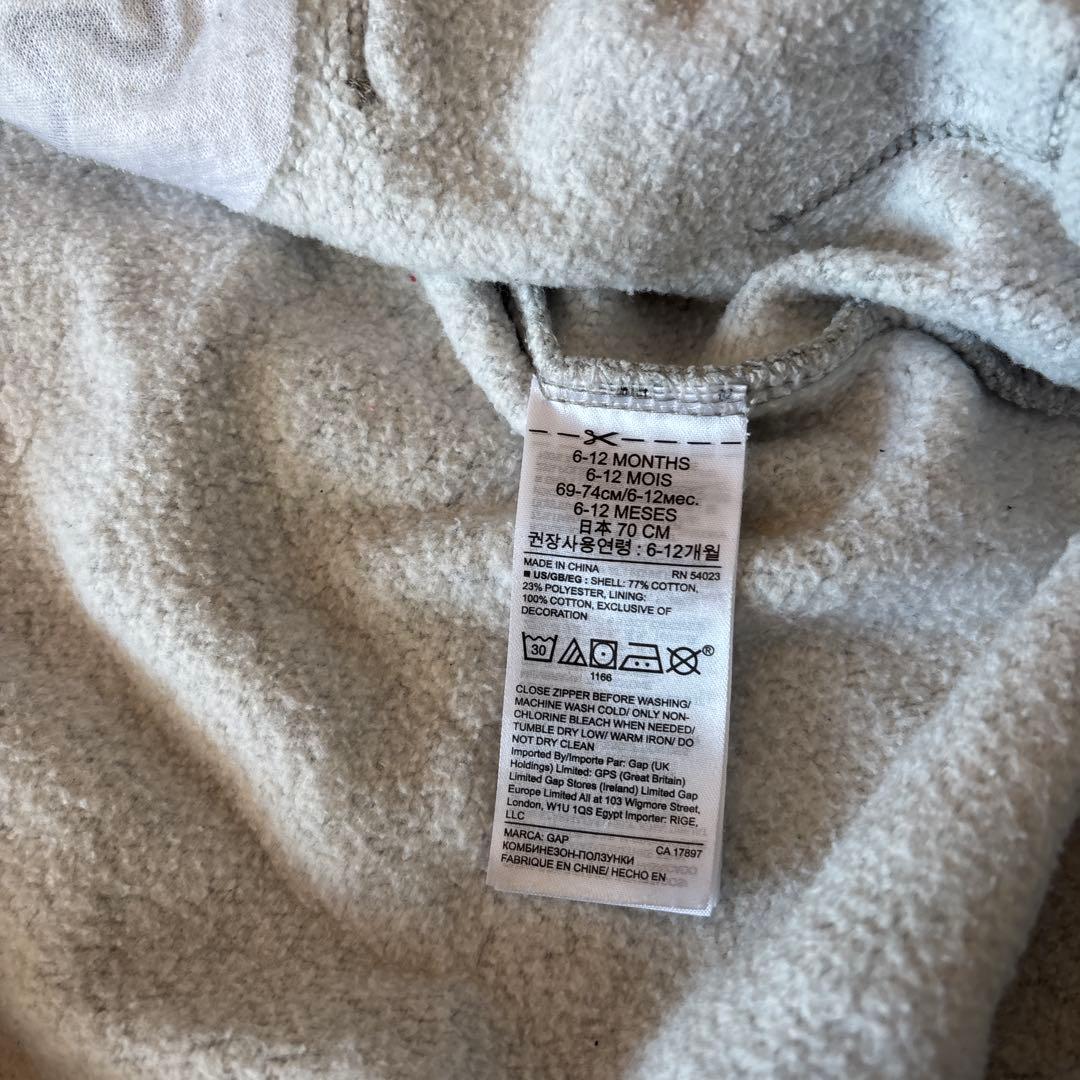 6-12 MONTHS
6-12 MOIS
69-74см/6-12мес.
6-12 MESES
日本 70 CM
권장사용연령 : 6-12개월
MADE IN CHINA RN 54023
■ US/GB/EG : SHELL: 77% COTTON,
23% POLYESTER, LINING:
100% COTTON, EXCLUSIVE OF
DECORATION
30
®
1166
CLOSE ZIPPER BEFORE WASHING/
MACHINE WASH COLD/ ONLY NON-
CHLORINE BLEACH WHEN NEEDED/
TUMBLE DRY LOW/ WARM IRON/ DO
NOT DRY CLEAN
Imported By/Importe Par: Gap (UK
Holdings) Limited: GPS (Great Britain)
Limited Gap Stores (Ireland) Limited Gap
Europe Limited All at 103 Wigmore Street,
London, W1U 1QS Egypt Importer: RIGE,
LLC
MARCA: GAP CA 17897
КОМБИНЕЗОН-ПОЛЗУНКИ
FABRIQUE EN CHINE/ HECHO EN